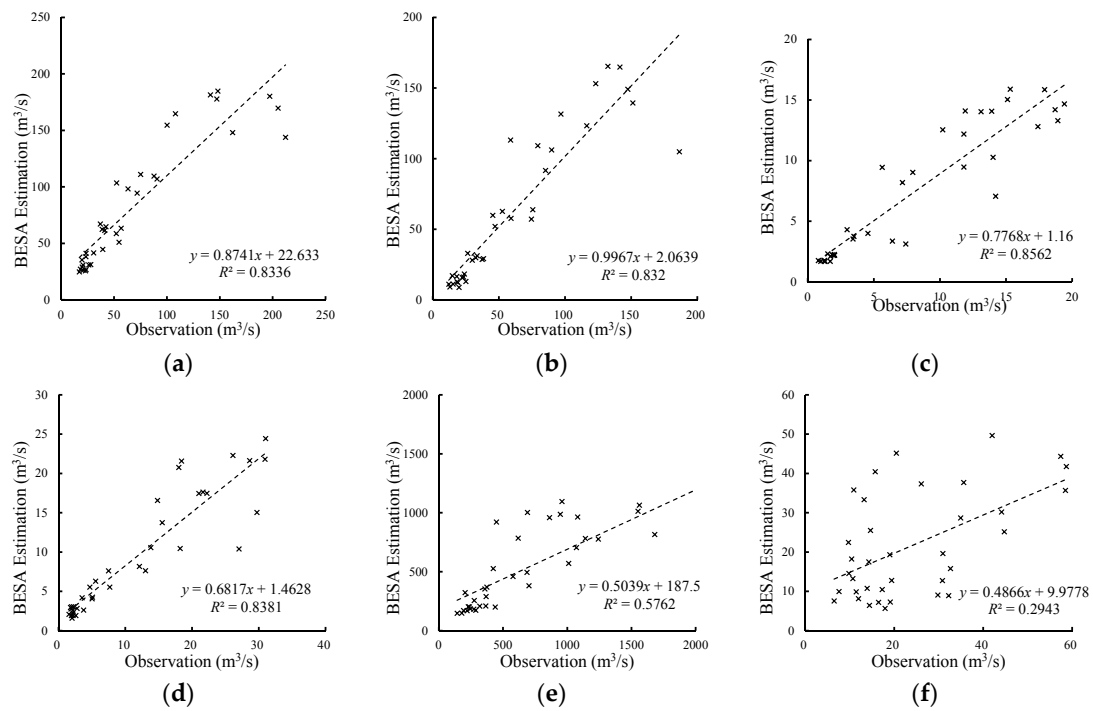 250
200
150
100
50
0
BESA Estimation (m³/s)
y = 0.8741x + 22.633
R² = 0.8336
0 50 100 150 200 250
Observation (m³/s)
(a)
200
150
100
50
0
BESA Estimation (m³/s)
y = 0.9967x + 2.0639
R² = 0.832
0 50 100 150 200
Observation (m³/s)
(b)
20
15
10
5
0
BESA Estimation (m³/s)
y = 0.7768x + 1.16
R² = 0.8562
0 5 10 15 20
Observation (m³/s)
(c)
30
25
20
15
10
5
0
BESA Estimation (m³/s)
y = 0.6817x + 1.4628
R² = 0.8381
0 10 20 30 40
Observation (m³/s)
(d)
2000
1500
1000
500
0
BESA Estimation (m³/s)
y = 0.5039x + 187.5
R² = 0.5762
0 500 1000 1500 2000
Observation (m³/s)
(e)
60
50
40
30
20
10
0
BESA Estimation (m³/s)
y = 0.4866x + 9.9778
R² = 0.2943
0 20 40 60
Observation (m³/s)
(f)